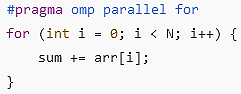 #pragma omp parallel for
for (int i = 0; i < N; i++) {
    sum += arr[i];
}